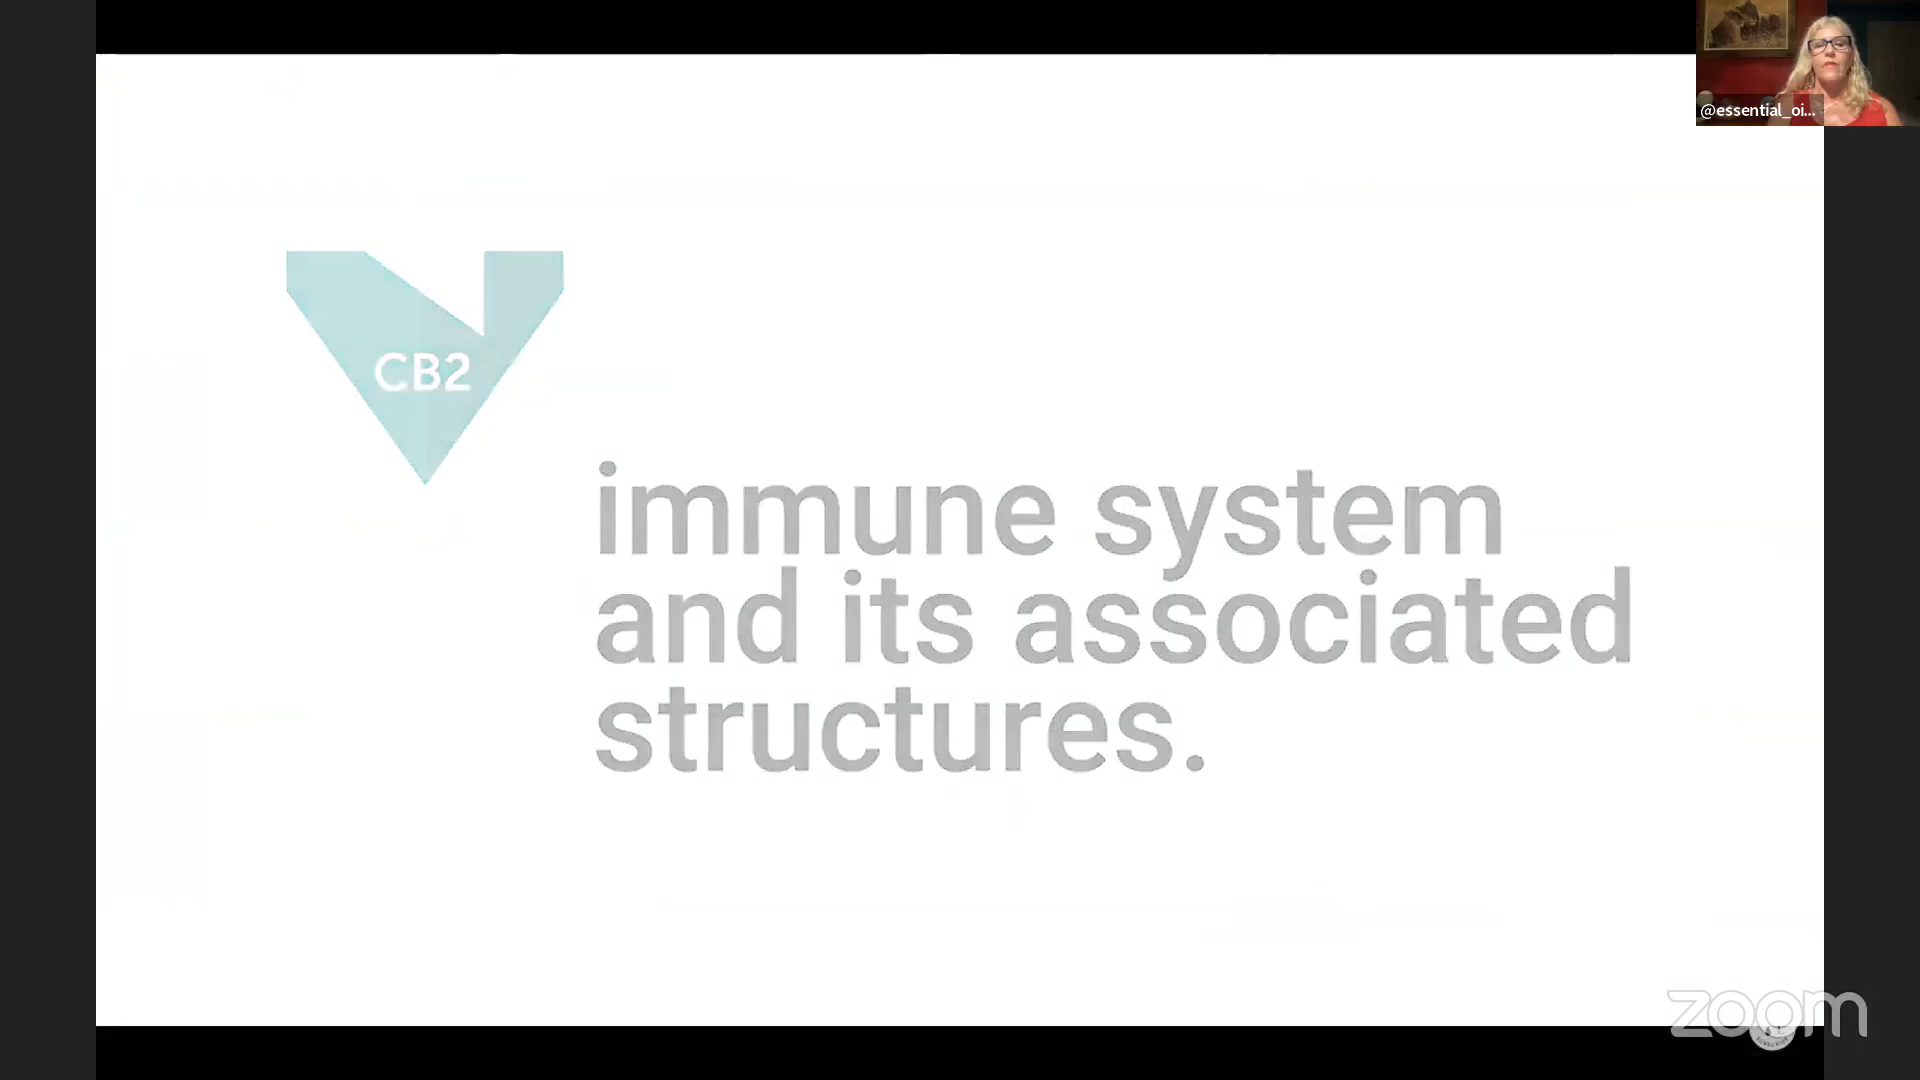 @essential_oi...
CB2
immune system
and its associated
structures.
zoom